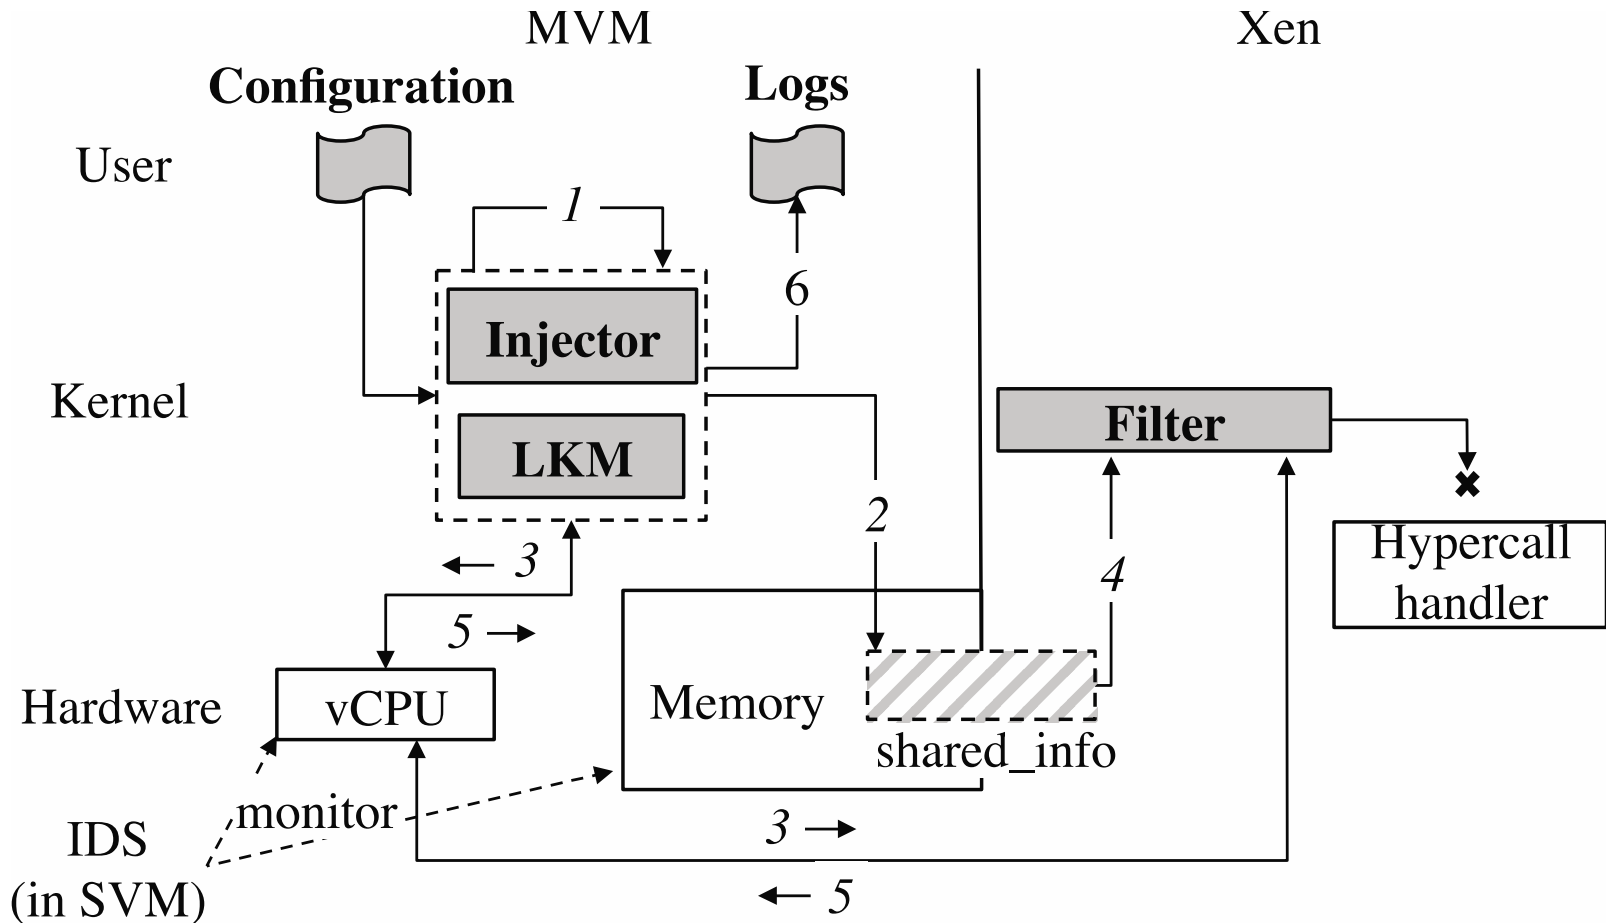 MVM
Xen
Configuration
Logs
User
1
6
Injector
Kernel
Filter
LKM
2
3
4
Hypercall
handler
5
Hardware
vCPU
Memory
shared_info
monitor
3
IDS
(in SVM)
5